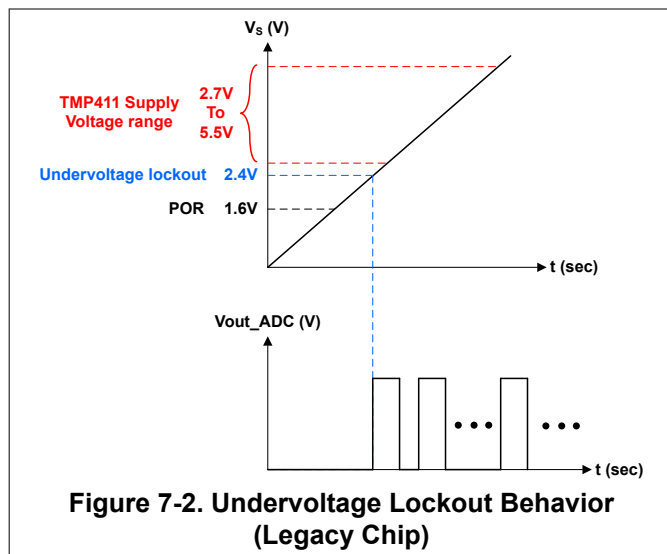 V_S (V)
TMP411 Supply
Voltage range
2.7V
To
5.5V
Undervoltage lockout 2.4V
POR 1.6V
t (sec)
Vout_ADC (V)
t (sec)
Figure 7-2. Undervoltage Lockout Behavior
(Legacy Chip)